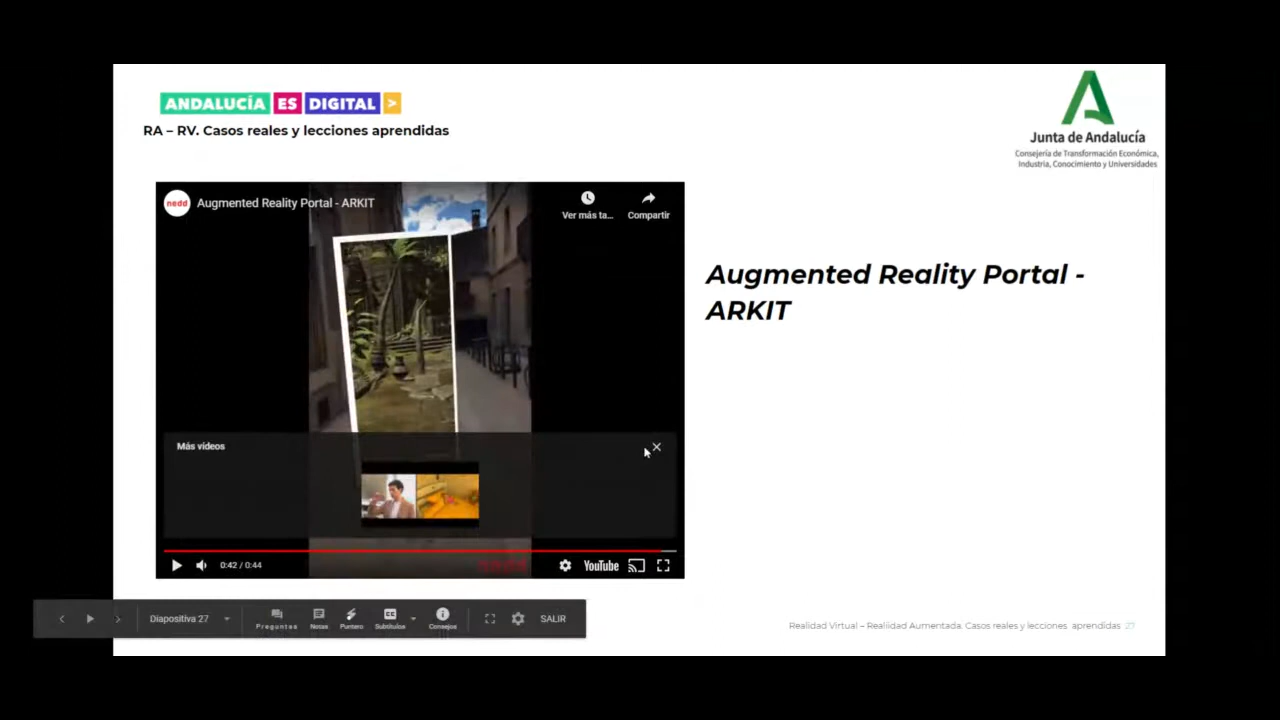 ANDALUCÍA ES DIGITAL >
RA – RV. Casos reales y lecciones aprendidas
Junta de Andalucía
Consejería de Transformación Económica,
Industria, Conocimiento y Universidades
nedd
Augmented Reality Portal - ARKIT
Ver más ta...
Compartir
Augmented Reality Portal -
ARKIT
Más vídeos
0:42 / 0:44
YouTube
Diapositiva 27
Preguntas
Notas
Puntero
Subtítulos
Consejos
SALIR
Realidad Virtual – Realidad Aumentada. Casos reales y lecciones aprendidas 27